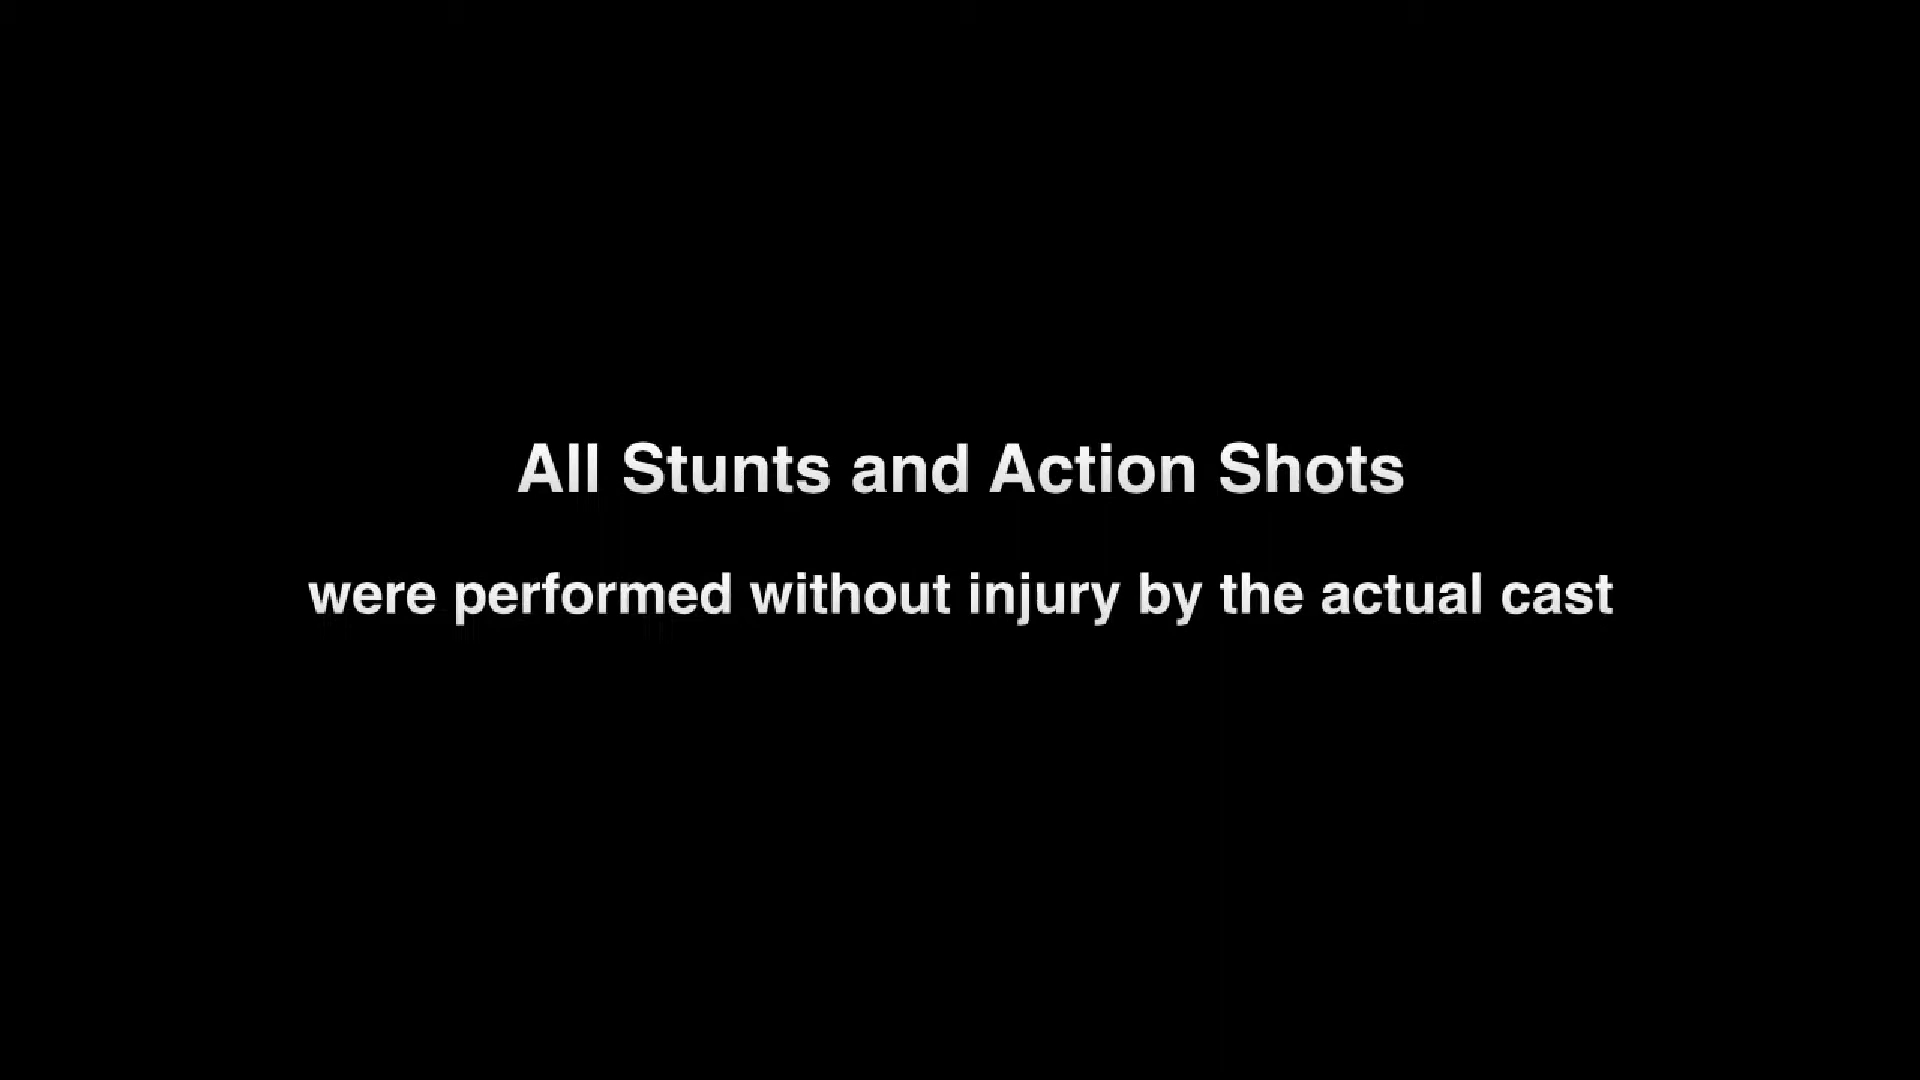 All Stunts and Action Shots
were performed without injury by the actual cast